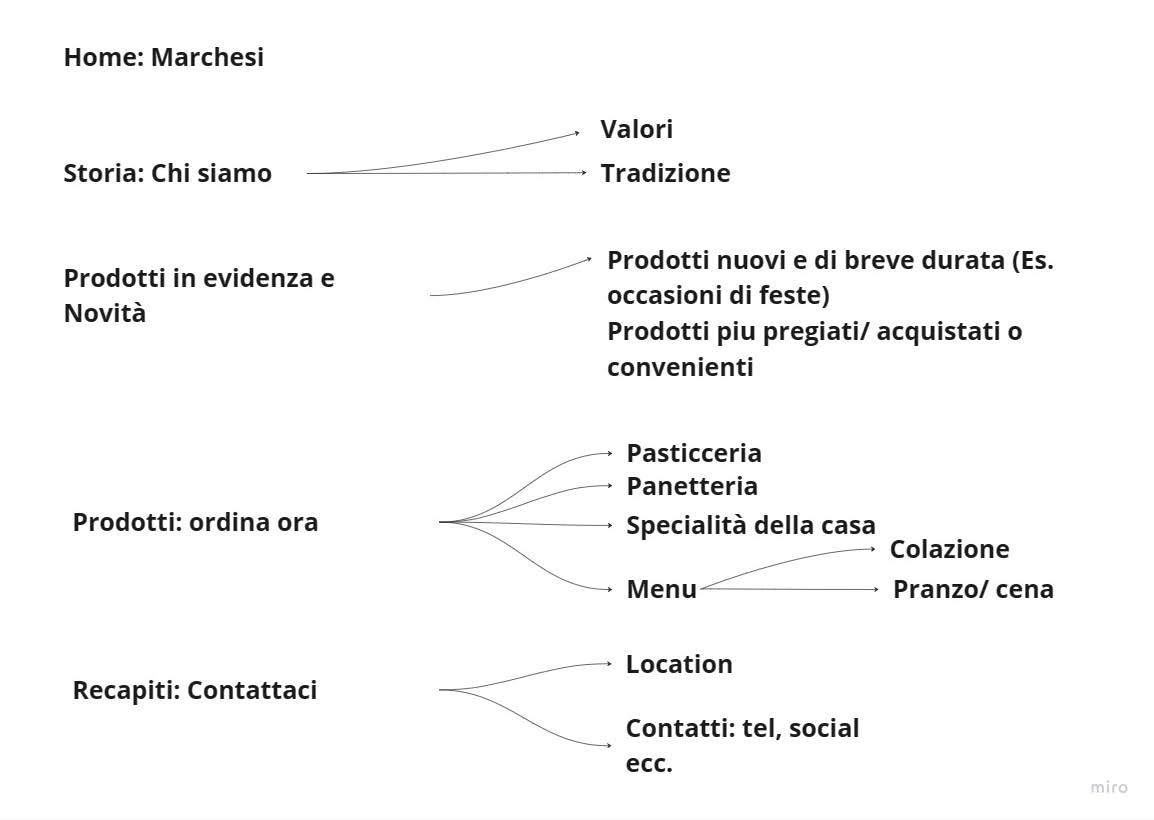 Home: Marchesi
Valori
Storia: Chi siamo
Tradizione
Prodotti in evidenza e
Novità
Prodotti nuovi e di breve durata (Es.
occasioni di feste)
Prodotti piu pregiati/ acquistati o
convenienti
Prodotti: ordina ora
Pasticceria
Panetteria
Specialità della casa
Menu
Colazione
Pranzo/ cena
Recapiti: Contattaci
Location
Contatti: tel, social
ecc.
miro